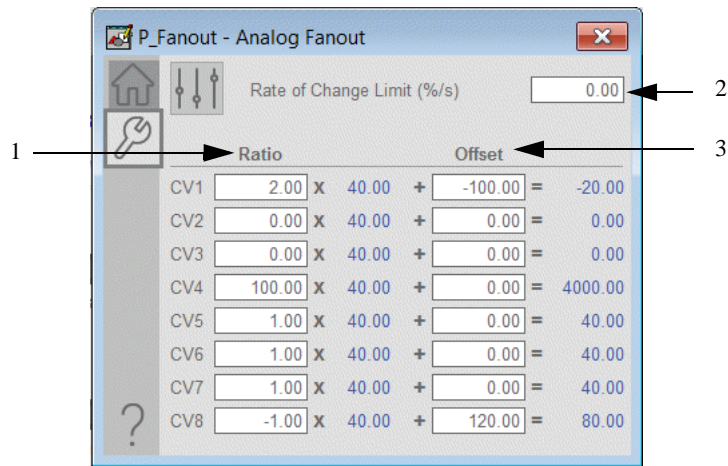 P_Fanout - Analog Fanout
Rate of Change Limit (%/s) 0.00 2
1 Ratio Offset 3
CV1 2.00 x 40.00 + -100.00 = -20.00
CV2 0.00 x 40.00 + 0.00 = 0.00
CV3 0.00 x 40.00 + 0.00 = 0.00
CV4 100.00 x 40.00 + 0.00 = 4000.00
CV5 1.00 x 40.00 + 0.00 = 40.00
CV6 1.00 x 40.00 + 0.00 = 40.00
CV7 1.00 x 40.00 + 0.00 = 40.00
CV8 -1.00 x 40.00 + 120.00 = 80.00
?